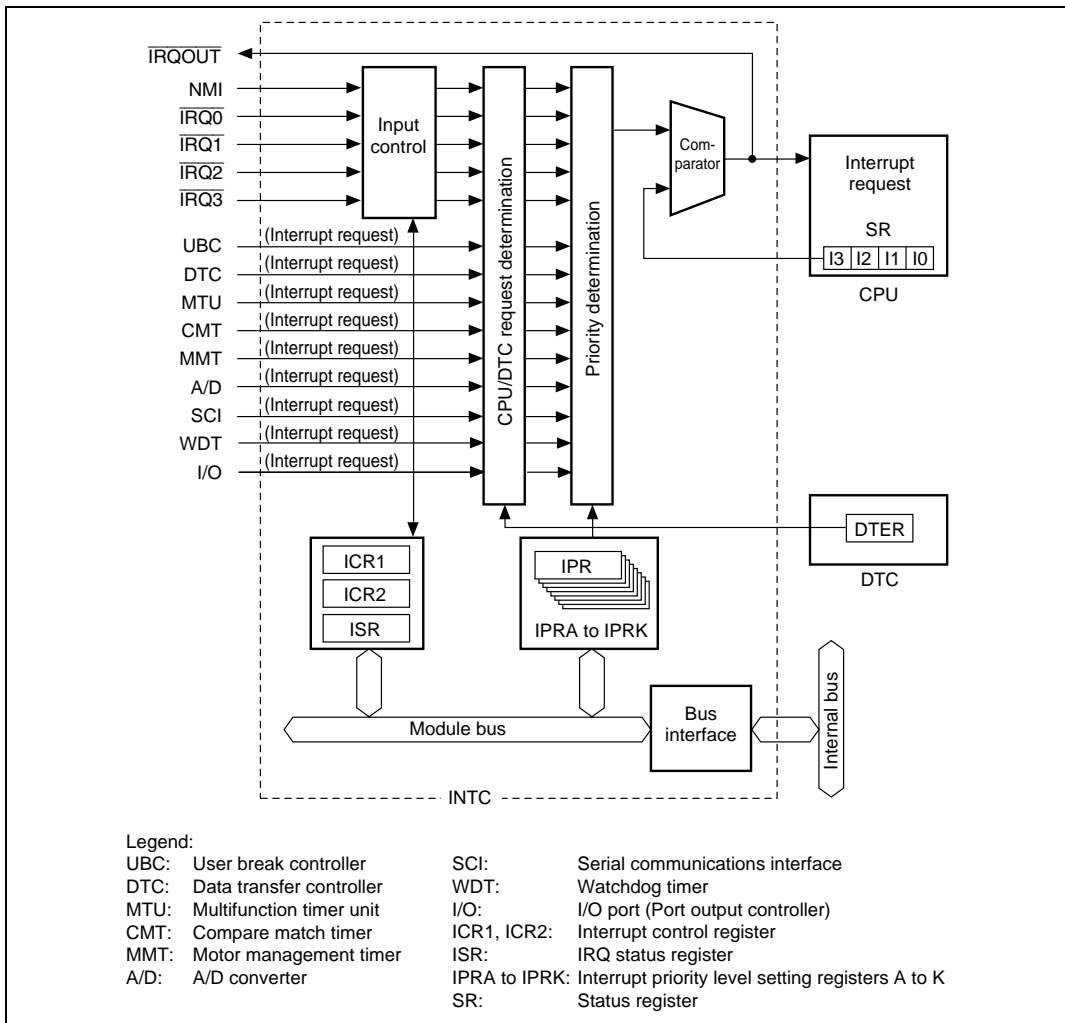 IRQOUT
NMI
IRQ0
IRQ1
IRQ2
IRQ3
Input
control
UBC (Interrupt request)
DTC (Interrupt request)
MTU (Interrupt request)
CMT (Interrupt request)
MMT (Interrupt request)
A/D (Interrupt request)
SCI (Interrupt request)
WDT (Interrupt request)
I/O (Interrupt request)
CPU/DTC request determination
Priority determination
Com-
parator
Interrupt
request
SR
I3 I2 I1 I0
CPU
DTER
DTC
ICR1
ICR2
ISR
IPR
IPRA to IPRK
Module bus
Bus
interface
Internal bus
INTC
Legend:
UBC: User break controller
DTC: Data transfer controller
MTU: Multifunction timer unit
CMT: Compare match timer
MMT: Motor management timer
A/D: A/D converter
SCI: Serial communications interface
WDT: Watchdog timer
I/O: I/O port (Port output controller)
ICR1, ICR2: Interrupt control register
ISR: IRQ status register
IPRA to IPRK: Interrupt priority level setting registers A to K
SR: Status register